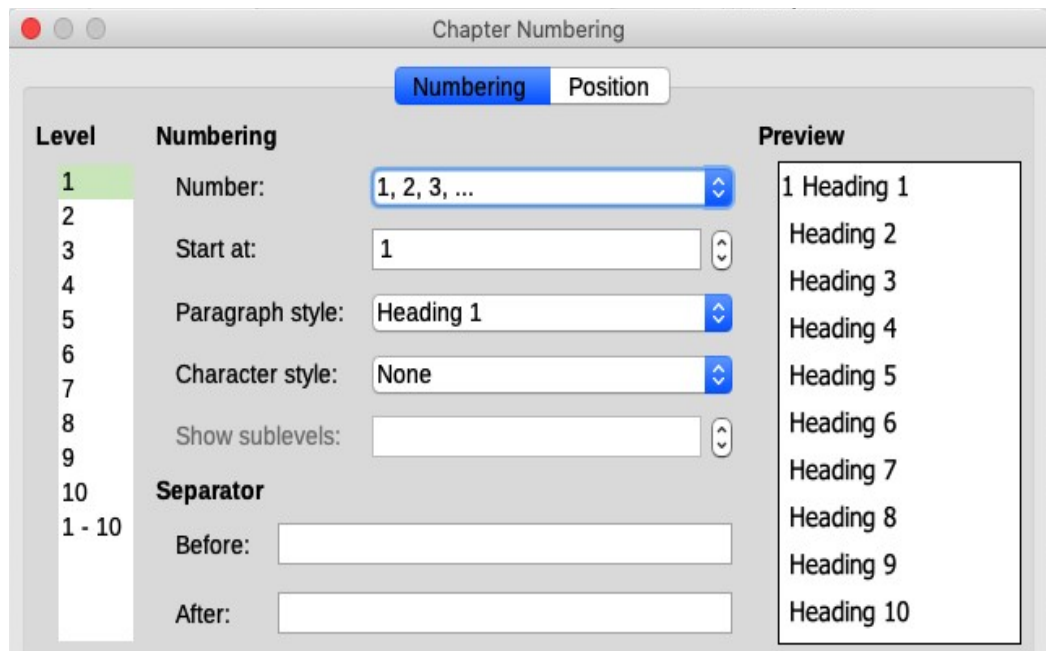 Chapter Numbering
Numbering Position
Level
1
2
3
4
5
6
7
8
9
10
1 - 10
Numbering
Number: 1, 2, 3, ...
Start at: 1
Paragraph style: Heading 1
Character style: None
Show sublevels:
Separator
Before:
After:
Preview
1 Heading 1
Heading 2
Heading 3
Heading 4
Heading 5
Heading 6
Heading 7
Heading 8
Heading 9
Heading 10